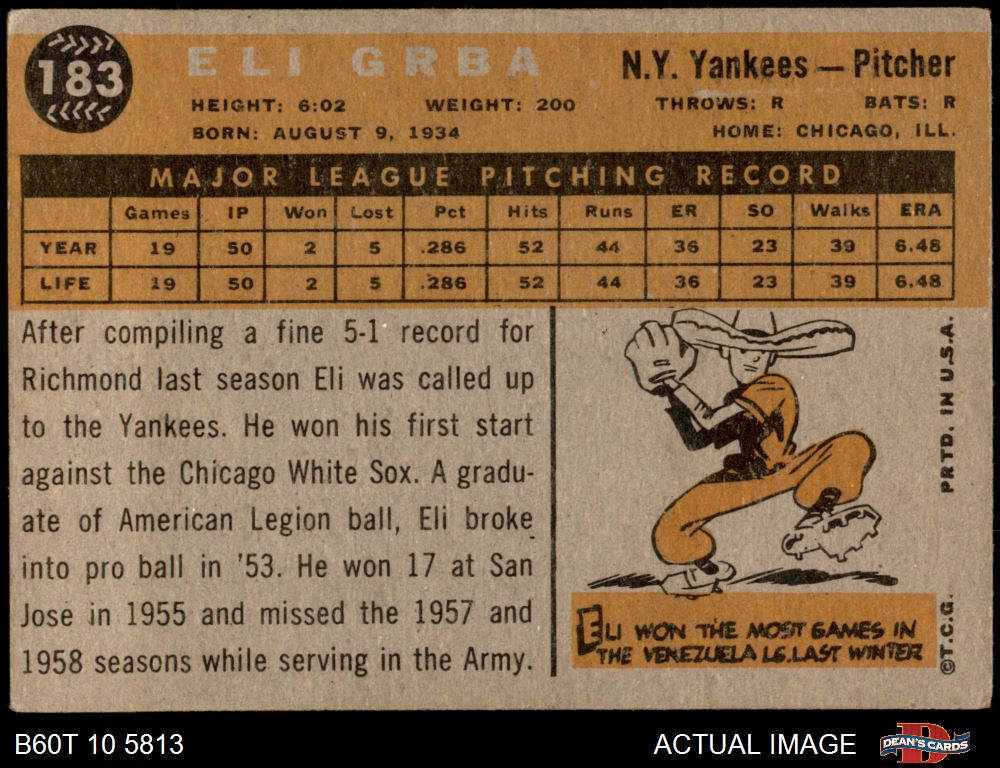 183
ELI GRBA
N.Y. Yankees — Pitcher
HEIGHT: 6:02 WEIGHT: 200 THROWS: R BATS: R
BORN: AUGUST 9, 1934 HOME: CHICAGO, ILL.
MAJOR LEAGUE PITCHING RECORD
Games IP Won Lost Pct Hits Runs ER SO Walks ERA
YEAR 19 50 2 5 .286 52 44 36 23 39 6.48
LIFE 19 50 2 5 .286 52 44 36 23 39 6.48
After compiling a fine 5-1 record for
Richmond last season Eli was called up
to the Yankees. He won his first start
against the Chicago White Sox. A gradu-
ate of American Legion ball, Eli broke
into pro ball in '53. He won 17 at San
Jose in 1955 and missed the 1957 and
1958 seasons while serving in the Army.
ELI WON THE MOST GAMES IN
THE VENEZUELA LG. LAST WINTER
©T.C.G. PRTD. IN U.S.A.
B60T 10 5813
ACTUAL IMAGE
DEAN'S CARDS